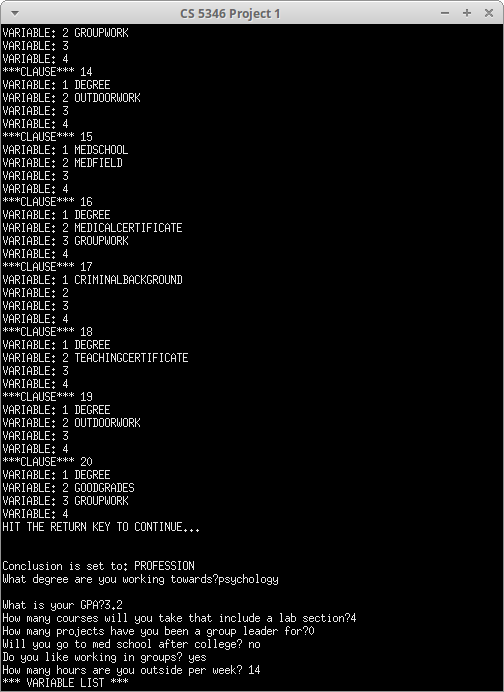 CS 5346 Project 1
VARIABLE: 2 GROUPWORK
VARIABLE: 3
VARIABLE: 4
***CLAUSE*** 14
VARIABLE: 1 DEGREE
VARIABLE: 2 OUTDOORWORK
VARIABLE: 3
VARIABLE: 4
***CLAUSE*** 15
VARIABLE: 1 MEDSCHOOL
VARIABLE: 2 MEDFIELD
VARIABLE: 3
VARIABLE: 4
***CLAUSE*** 16
VARIABLE: 1 DEGREE
VARIABLE: 2 MEDICALCERTIFICATE
VARIABLE: 3 GROUPWORK
VARIABLE: 4
***CLAUSE*** 17
VARIABLE: 1 CRIMINALBACKGROUND
VARIABLE: 2
VARIABLE: 3
VARIABLE: 4
***CLAUSE*** 18
VARIABLE: 1 DEGREE
VARIABLE: 2 TEACHINGCERTIFICATE
VARIABLE: 3
VARIABLE: 4
***CLAUSE*** 19
VARIABLE: 1 DEGREE
VARIABLE: 2 OUTDOORWORK
VARIABLE: 3
VARIABLE: 4
***CLAUSE*** 20
VARIABLE: 1 DEGREE
VARIABLE: 2 GOODGRADES
VARIABLE: 3 GROUPWORK
VARIABLE: 4
HIT THE RETURN KEY TO CONTINUE...
Conclusion is set to: PROFESSION
What degree are you working towards?psychology
What is your GPA?3.2
How many courses will you take that include a lab section?4
How many projects have you been a group leader for?0
Will you go to med school after college? no
Do you like working in groups? yes
How many hours are you outside per week? 14
*** VARIABLE LIST ***